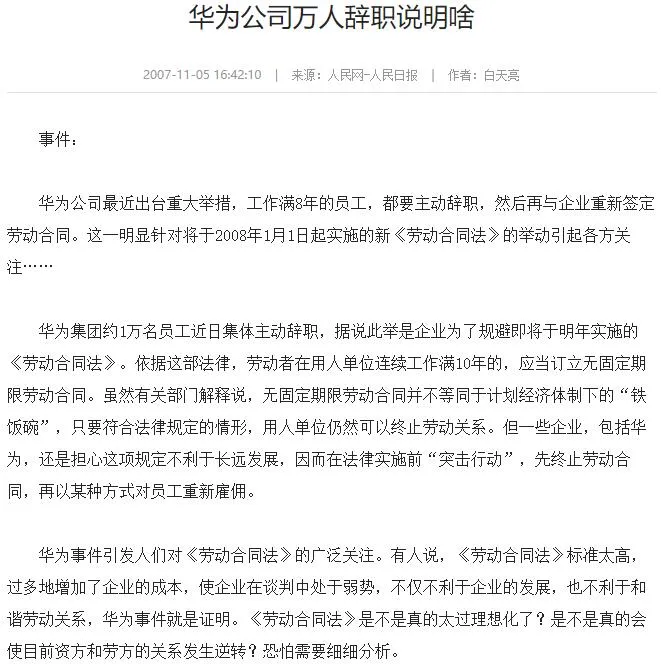 华为公司万人辞职说明啥
2007-11-05 16:42:10 | 来源：人民网-人民日报 | 作者：白天亮
事件：
华为公司最近出台重大举措，工作满8年的员工，都要主动辞职，然后再与企业重新签定
劳动合同。这一明显针对将于2008年1月1日起实施的新《劳动合同法》的举动引起各方关
注……
华为集团约1万名员工近日集体主动辞职，据说此举是企业为了规避即将于明年实施的
《劳动合同法》。依据这部法律，劳动者在用人单位连续工作满10年的，应当订立无固定期
限劳动合同。虽然有关部门解释说，无固定期限劳动合同并不等同于计划经济体制下的“铁
饭碗”，只要符合法律规定的情形，用人单位仍然可以终止劳动关系。但一些企业，包括华
为，还是担心这项规定不利于长远发展，因而在法律实施前“突击行动”，先终止劳动合
同，再以某种方式对员工重新雇佣。
华为事件引发人们对《劳动合同法》的广泛关注。有人说，《劳动合同法》标准太高，
过多地增加了企业的成本，使企业在谈判中处于弱势，不仅不利于企业的发展，也不利于和
谐劳动关系，华为事件就是证明。《劳动合同法》是不是真的太过理想化了？是不是真的会
使目前资方和劳方的关系发生逆转？恐怕需要细细分析。